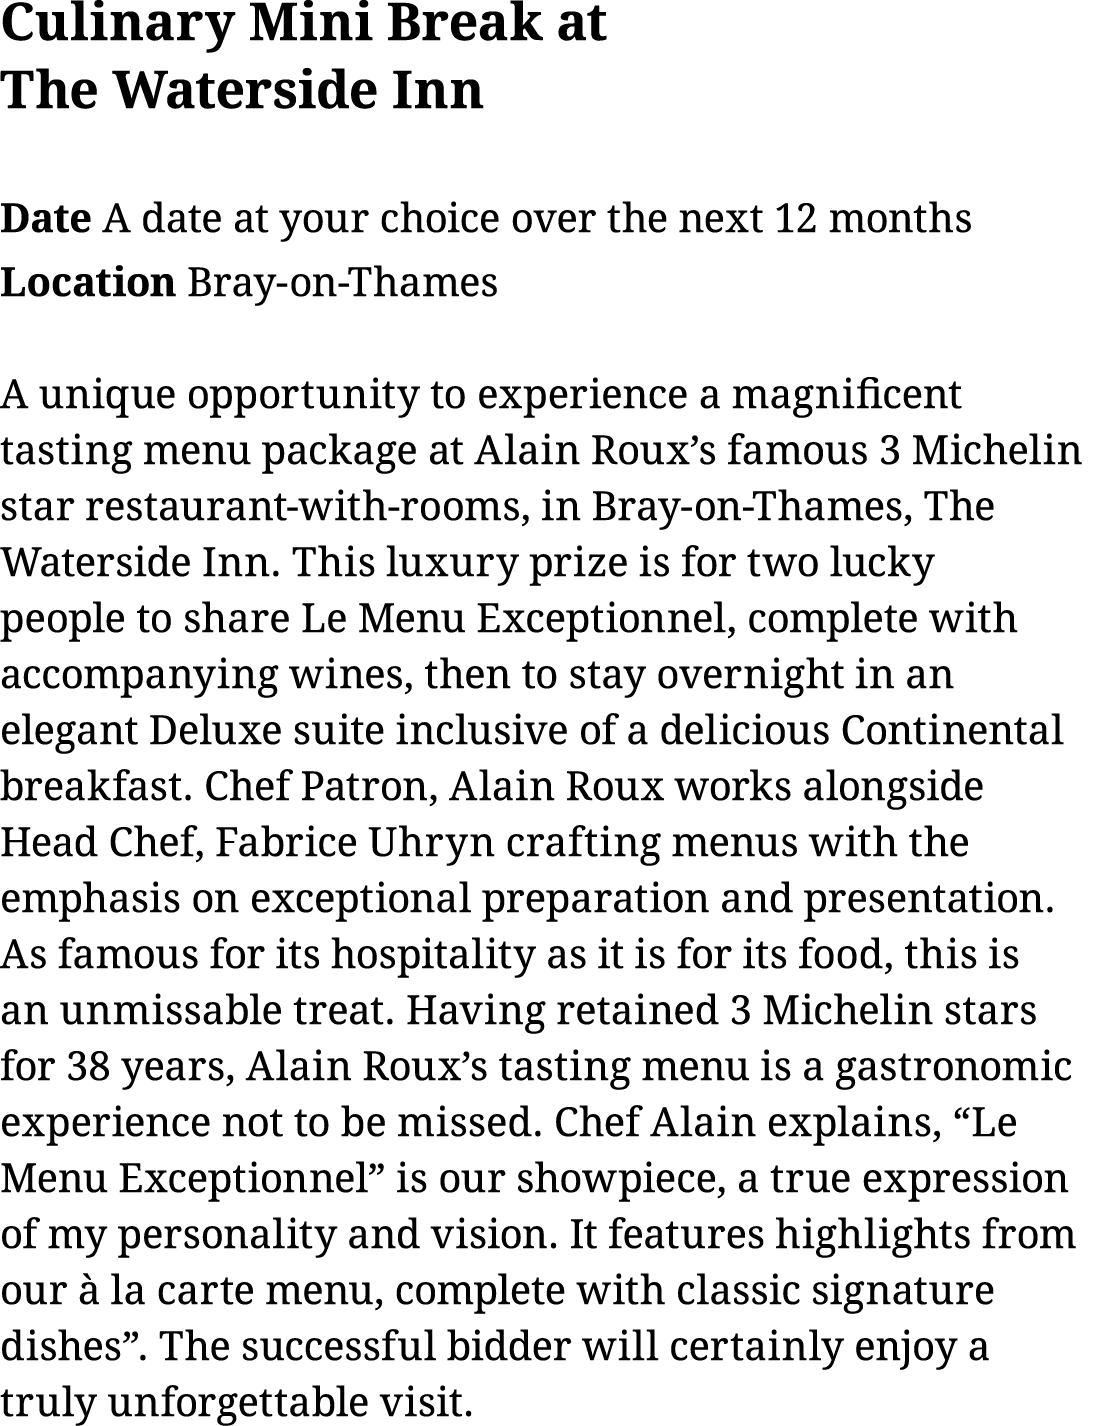 Culinary Mini Break at
The Waterside Inn
Date A date at your choice over the next 12 months
Location Bray-on-Thames
A unique opportunity to experience a magnificent
tasting menu package at Alain Roux’s famous 3 Michelin
star restaurant-with-rooms, in Bray-on-Thames, The
Waterside Inn. This luxury prize is for two lucky
people to share Le Menu Exceptionnel, complete with
accompanying wines, then to stay overnight in an
elegant Deluxe suite inclusive of a delicious Continental
breakfast. Chef Patron, Alain Roux works alongside
Head Chef, Fabrice Uhryn crafting menus with the
emphasis on exceptional preparation and presentation.
As famous for its hospitality as it is for its food, this is
an unmissable treat. Having retained 3 Michelin stars
for 38 years, Alain Roux’s tasting menu is a gastronomic
experience not to be missed. Chef Alain explains, “Le
Menu Exceptionnel” is our showpiece, a true expression
of my personality and vision. It features highlights from
our à la carte menu, complete with classic signature
dishes”. The successful bidder will certainly enjoy a
truly unforgettable visit.